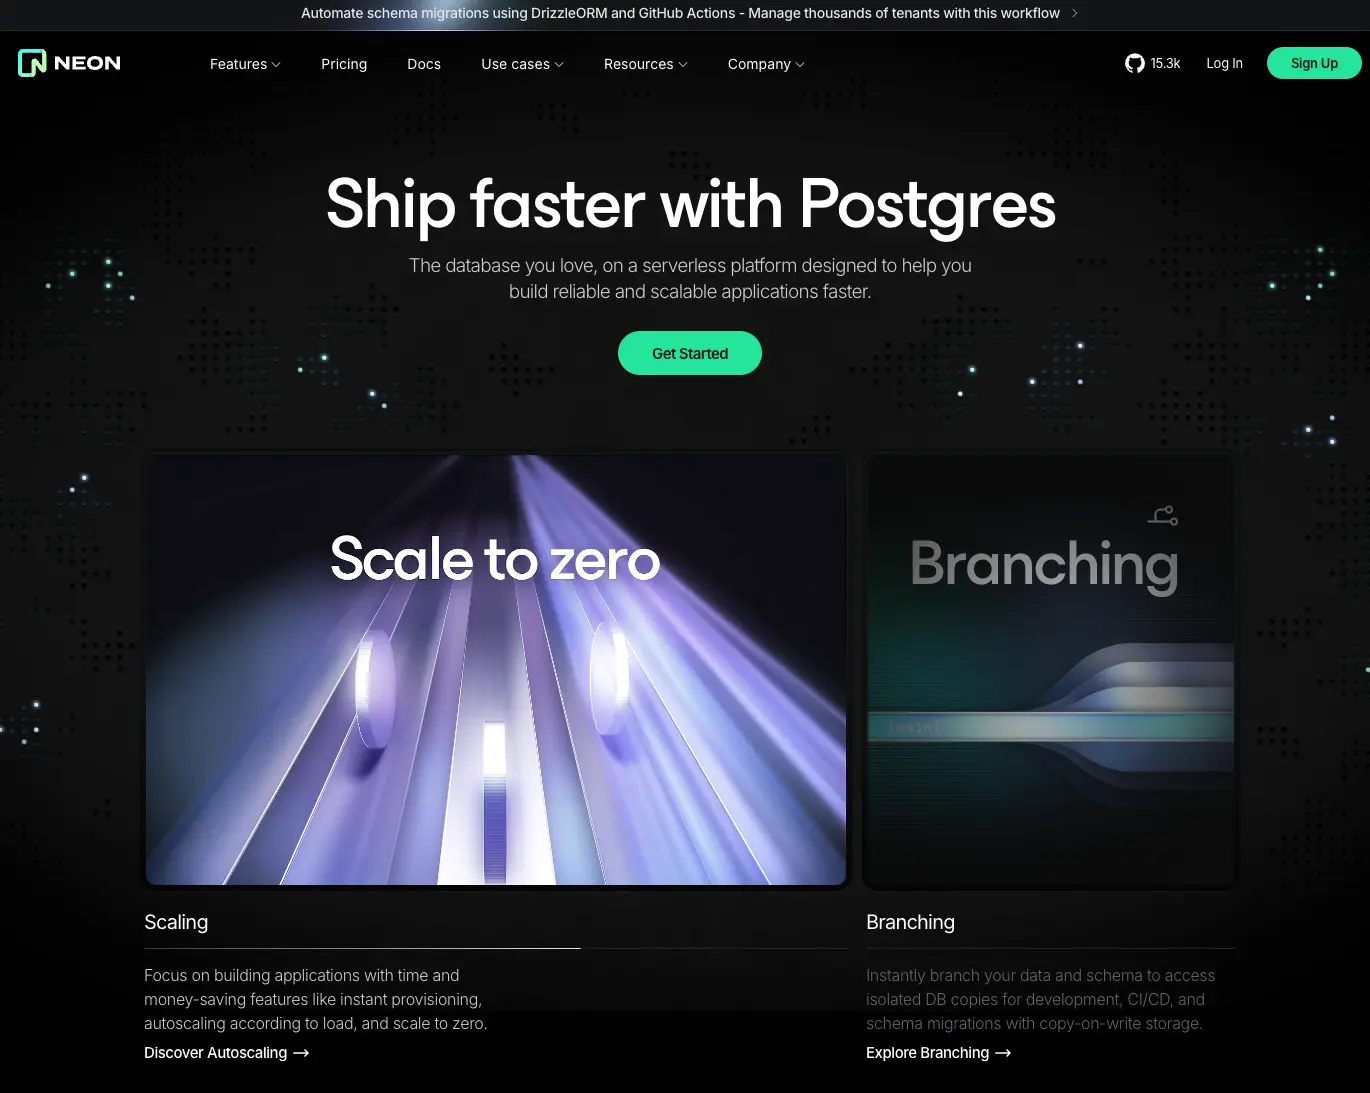 Automate schema migrations using DrizzleORM and GitHub Actions - Manage thousands of tenants with this workflow
NEON
Features
Pricing
Docs
Use cases
Resources
Company
15.3k
Log In
Sign Up
Ship faster with Postgres
The database you love, on a serverless platform designed to help you
build reliable and scalable applications faster.
Get Started
Scale to zero
Branching
[main]
Scaling
Focus on building applications with time and
money-saving features like instant provisioning,
autoscaling according to load, and scale to zero.
Discover Autoscaling →
Branching
Instantly branch your data and schema to access
isolated DB copies for development, CI/CD, and
schema migrations with copy-on-write storage.
Explore Branching →